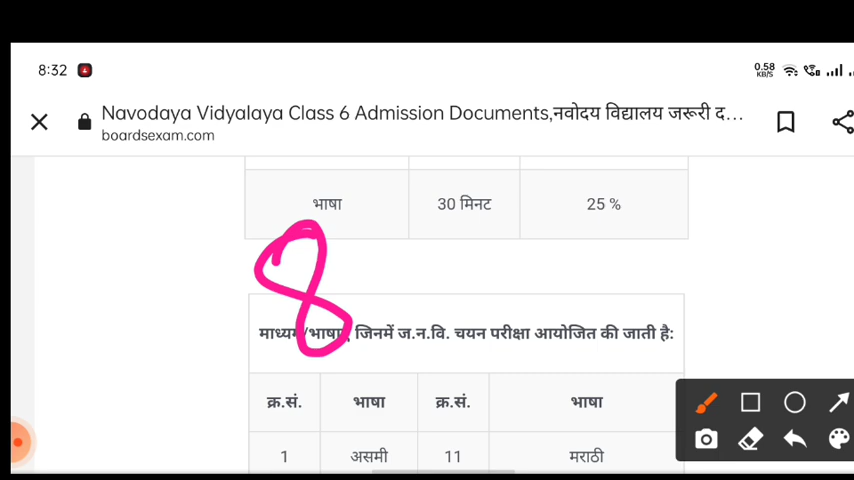 8:32
0.58
KB/S
Navodaya Vidyalaya Class 6 Admission Documents,नवोदय विद्यालय जरूरी द...
boardsexam.com
भाषा 30 मिनट 25 %
8
माध्यम/भाषाएं जिनमें ज.न.वि. चयन परीक्षा आयोजित की जाती है:
क्र.सं. भाषा क्र.सं. भाषा
1 असमी 11 मराठी